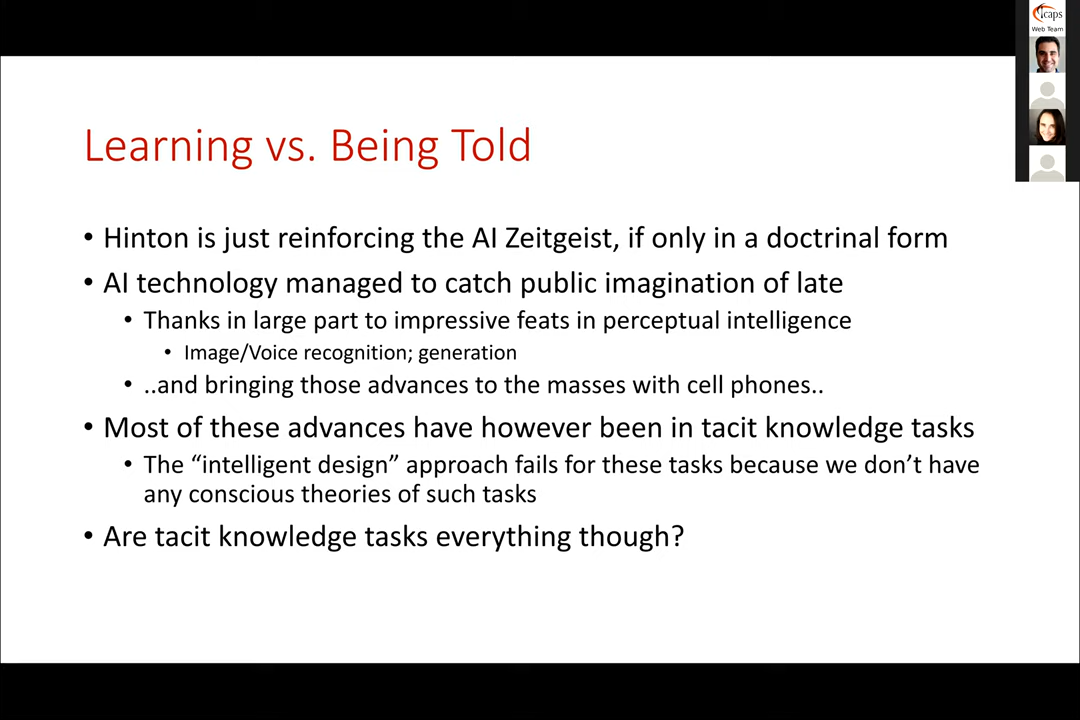 icaps
Web Team
Learning vs. Being Told
• Hinton is just reinforcing the AI Zeitgeist, if only in a doctrinal form
• AI technology managed to catch public imagination of late
• Thanks in large part to impressive feats in perceptual intelligence
• Image/Voice recognition; generation
• ..and bringing those advances to the masses with cell phones..
• Most of these advances have however been in tacit knowledge tasks
• The “intelligent design” approach fails for these tasks because we don’t have
any conscious theories of such tasks
• Are tacit knowledge tasks everything though?